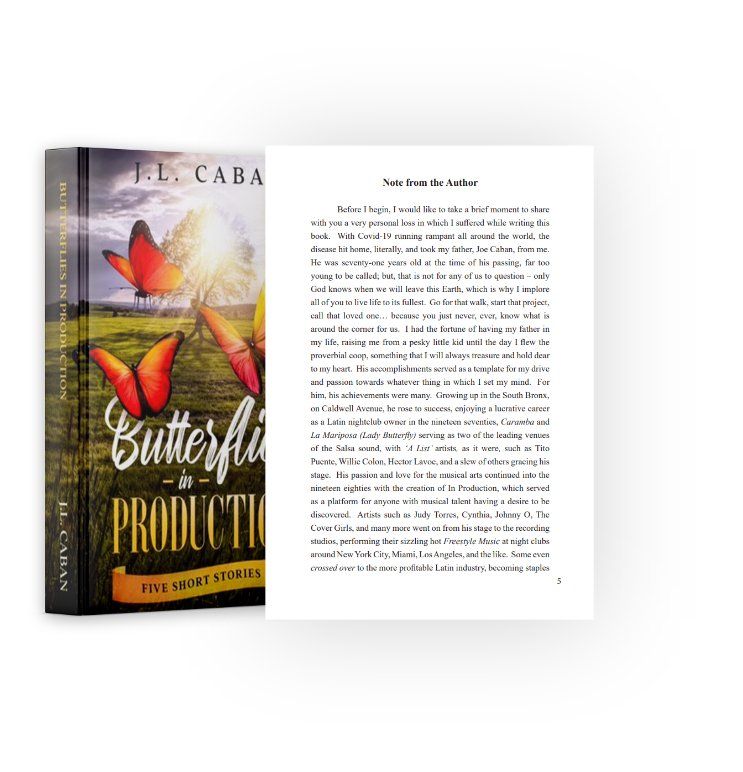 BUTTERFLIES IN PRODUCTION
J.L. CABAN
J.L. CABA
Butterfli
in
PRODUCTIO
FIVE SHORT STORIES
Note from the Author
Before I begin, I would like to take a brief moment to share
with you a very personal loss in which I suffered while writing this
book. With Covid-19 running rampant all around the world, the
disease hit home, literally, and took my father, Joe Caban, from me.
He was seventy-one years old at the time of his passing, far too
young to be called; but, that is not for any of us to question – only
God knows when we will leave this Earth, which is why I implore
all of you to live life to its fullest. Go for that walk, start that project,
call that loved one… because you just never, ever, know what is
around the corner for us. I had the fortune of having my father in
my life, raising me from a pesky little kid until the day I flew the
proverbial coop, something that I will always treasure and hold dear
to my heart. His accomplishments served as a template for my drive
and passion towards whatever thing in which I set my mind. For
him, his achievements were many. Growing up in the South Bronx,
on Caldwell Avenue, he rose to success, enjoying a lucrative career
as a Latin nightclub owner in the nineteen seventies, Caramba and
La Mariposa (Lady Butterfly) serving as two of the leading venues
of the Salsa sound, with ‘A List’ artists, as it were, such as Tito
Puente, Willie Colon, Hector Lavoe, and a slew of others gracing his
stage. His passion and love for the musical arts continued into the
nineteen eighties with the creation of In Production, which served
as a platform for anyone with musical talent having a desire to be
discovered. Artists such as Judy Torres, Cynthia, Johnny O, The
Cover Girls, and many more went on from his stage to the recording
studios, performing their sizzling hot Freestyle Music at night clubs
around New York City, Miami, Los Angeles, and the like. Some even
crossed over to the more profitable Latin industry, becoming staples
5